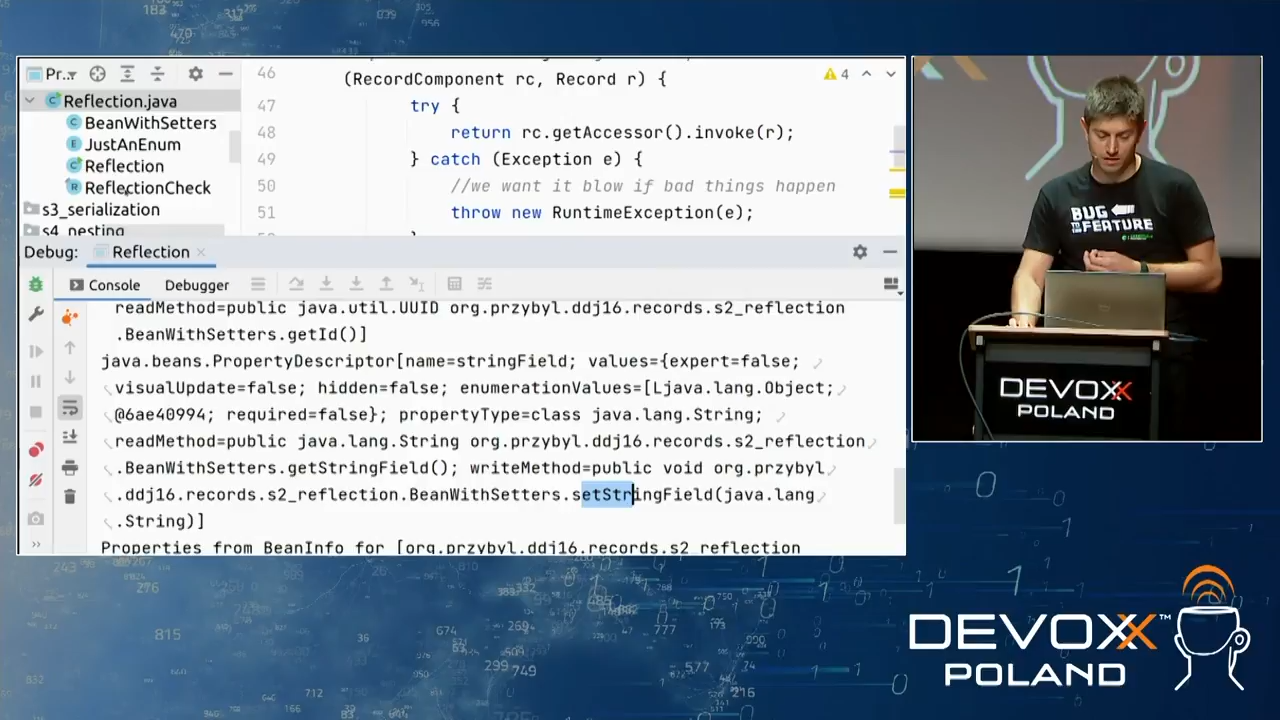 Pr...
Reflection.java
BeanWithSetters
JustAnEnum
Reflection
ReflectionCheck
s3_serialization
s4_nesting
46 (RecordComponent rc, Record r) {
47 try {
48 return rc.getAccessor().invoke(r);
49 } catch (Exception e) {
50 //we want it blow if bad things happen
51 throw new RuntimeException(e);
4
Debug: Reflection
Console Debugger
readMethod=public java.util.UUID org.przybyl.ddj16.records.s2_reflection
.BeanWithSetters.getId()]
java.beans.PropertyDescriptor[name=stringField; values={expert=false;
visualUpdate=false; hidden=false; enumerationValues=[Ljava.lang.Object;
@6ae40994; required=false}; propertyType=class java.lang.String;
readMethod=public java.lang.String org.przybyl.ddj16.records.s2_reflection
.BeanWithSetters.getStringField(); writeMethod=public void org.przybyl
.ddj16.records.s2_reflection.BeanWithSetters.setStringField(java.lang
.String)]
Properties from BeanInfo for [org.przybyl.ddj16.records.s2_reflection
BUG
TO THE FEATURE
DEVOXX
POLAND
DEVOXX™
POLAND